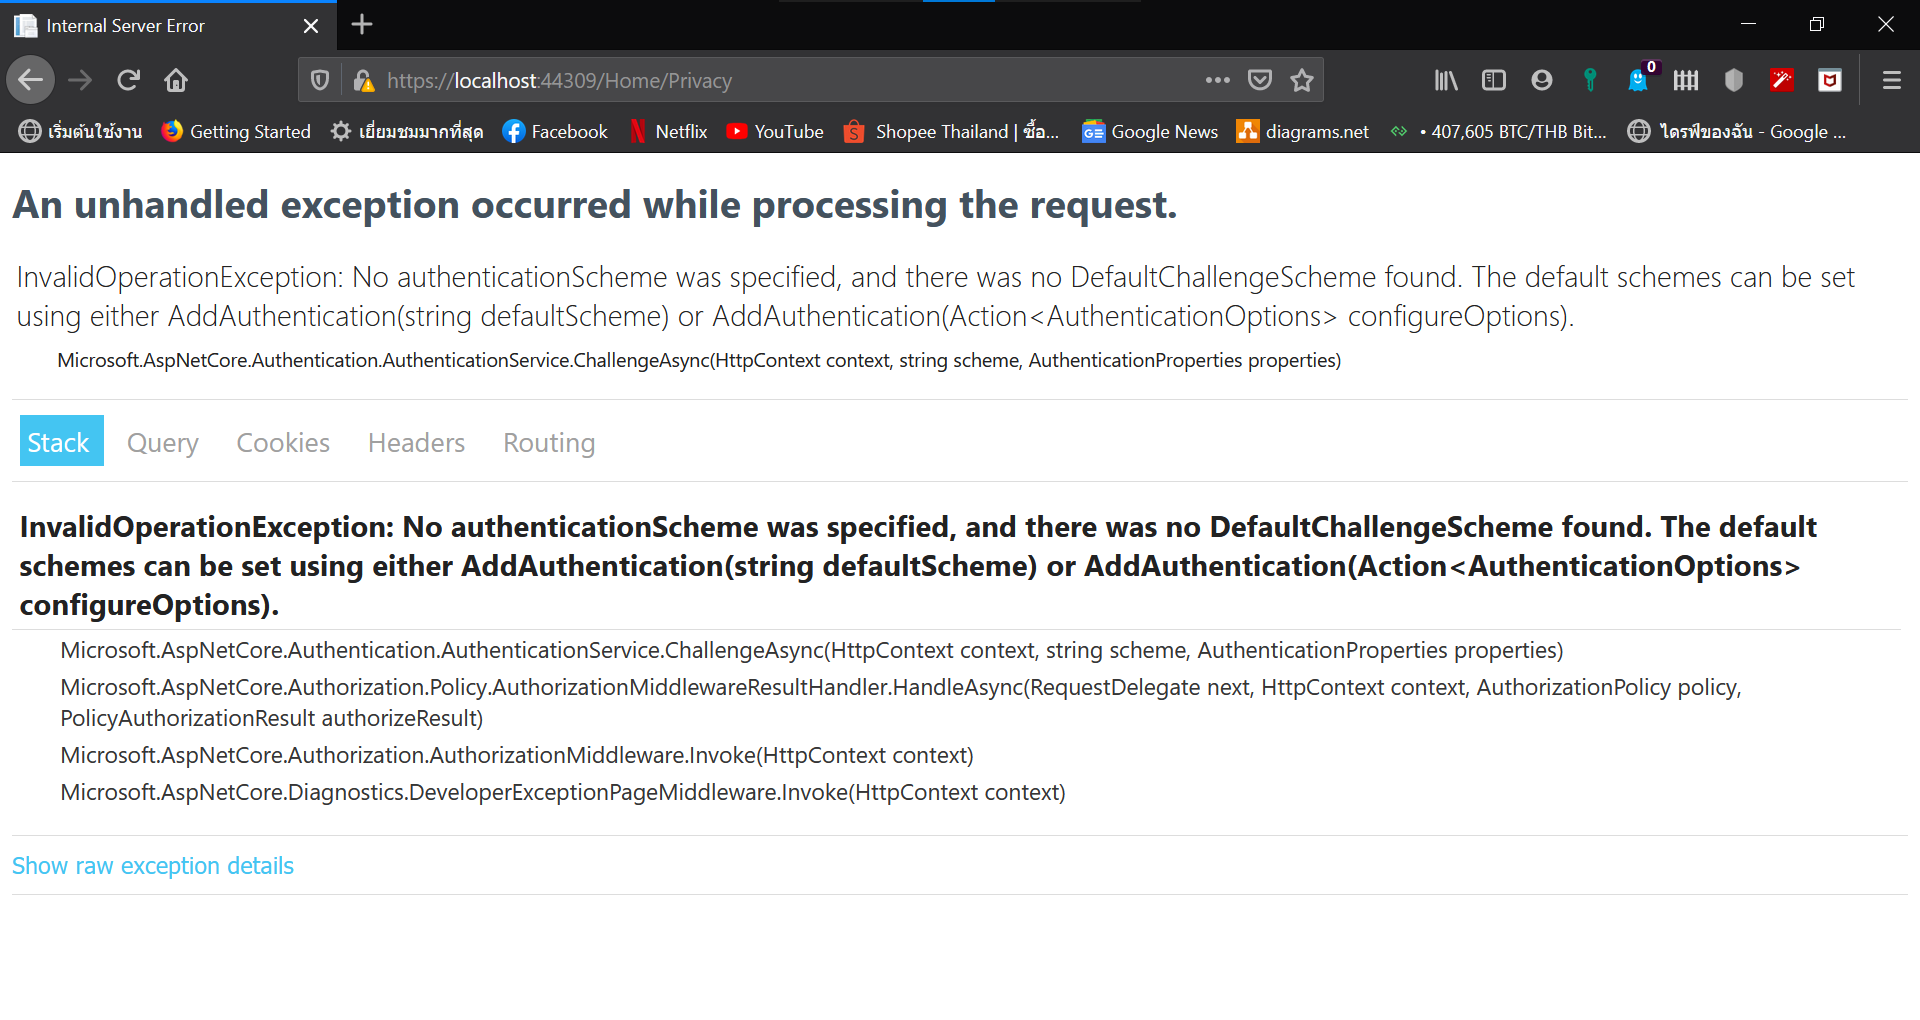 Internal Server Error
https://localhost:44309/Home/Privacy
0
เริ่มต้นใช้งาน
Getting Started
เยี่ยมชมมากที่สุด
Facebook
Netflix
YouTube
Shopee Thailand | ซื้อ...
GE
Google News
diagrams.net
• 407,605 BTC/THB Bit...
ไดรฟ์ของฉัน - Google ...
An unhandled exception occurred while processing the request.
InvalidOperationException: No authenticationScheme was specified, and there was no DefaultChallengeScheme found. The default schemes can be set
using either AddAuthentication(string defaultScheme) or AddAuthentication(Action<AuthenticationOptions> configureOptions).
Microsoft.AspNetCore.Authentication.AuthenticationService.ChallengeAsync(HttpContext context, string scheme, AuthenticationProperties properties)
Stack
Query
Cookies
Headers
Routing
InvalidOperationException: No authenticationScheme was specified, and there was no DefaultChallengeScheme found. The default
schemes can be set using either AddAuthentication(string defaultScheme) or AddAuthentication(Action<AuthenticationOptions>
configureOptions).
Microsoft.AspNetCore.Authentication.AuthenticationService.ChallengeAsync(HttpContext context, string scheme, AuthenticationProperties properties)
Microsoft.AspNetCore.Authorization.Policy.AuthorizationMiddlewareResultHandler.HandleAsync(RequestDelegate next, HttpContext context, AuthorizationPolicy policy,
PolicyAuthorizationResult authorizeResult)
Microsoft.AspNetCore.Authorization.AuthorizationMiddleware.Invoke(HttpContext context)
Microsoft.AspNetCore.Diagnostics.DeveloperExceptionPageMiddleware.Invoke(HttpContext context)
Show raw exception details